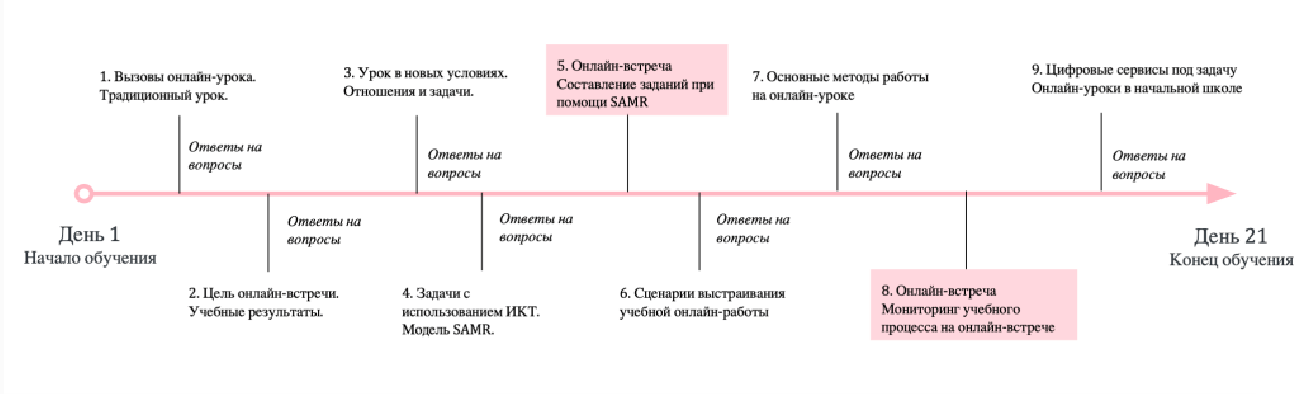 1. Вызовы онлайн-урока.
Традиционный урок.
Ответы на
вопросы
3. Урок в новых условиях.
Отношения и задачи.
Ответы на
вопросы
5. Онлайн-встреча
Составление заданий при
помощи SAMR
7. Основные методы работы
на онлайн-уроке
Ответы на
вопросы
9. Цифровые сервисы под задачу
Онлайн-уроки в начальной школе
Ответы на
вопросы
День 1
Начало обучения
Ответы на
вопросы
2. Цель онлайн-встречи.
Учебные результаты.
Ответы на
вопросы
4. Задачи с
использованием ИКТ.
Модель SAMR.
Ответы на
вопросы
6. Сценарии выстраивания
учебной онлайн-работы
8. Онлайн-встреча
Мониторинг учебного
процесса на онлайн-встрече
День 21
Конец обучения